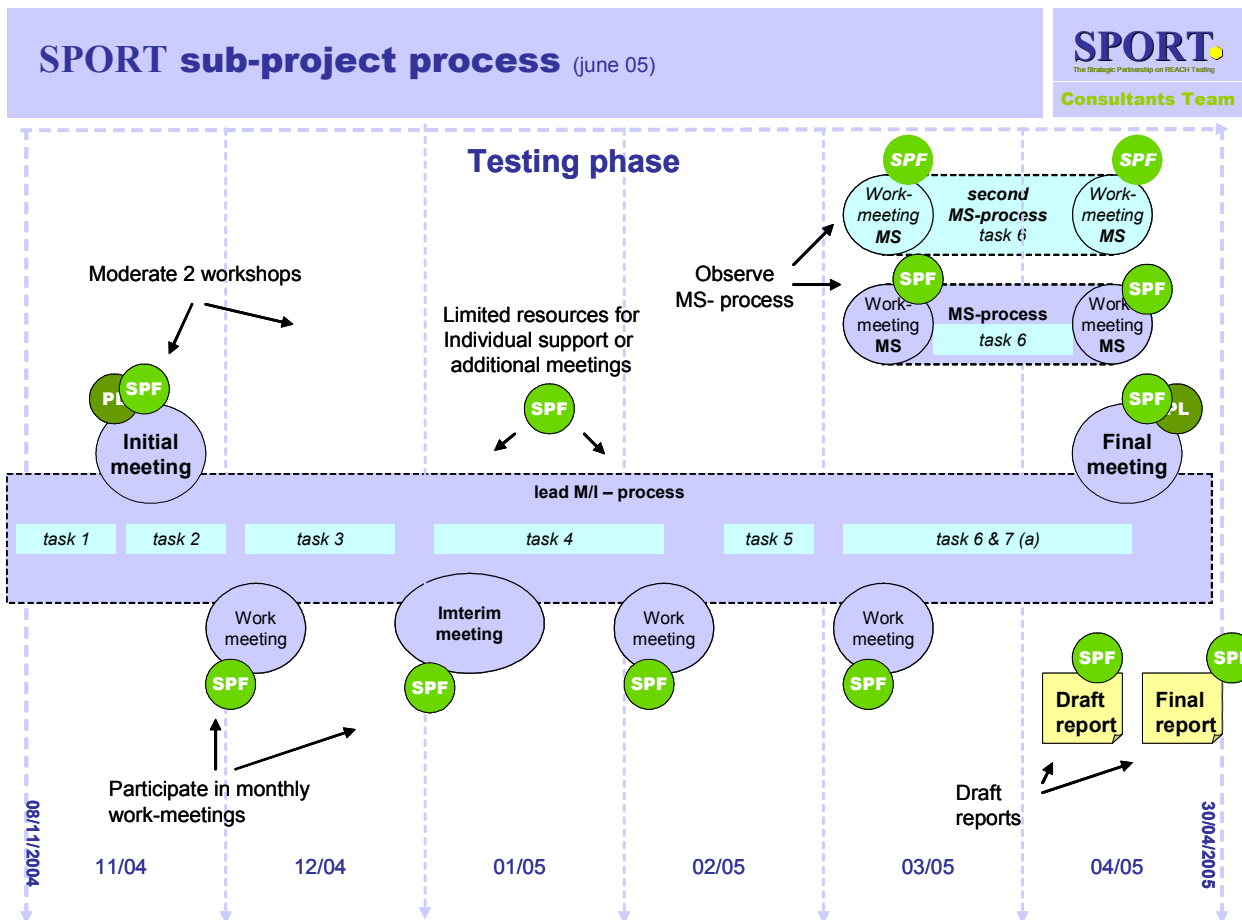 SPORT sub-project process (june 05)
SPORT
The Strategic Partnership on REACH Testing
Consultants Team
Testing phase
SPF
SPF
Work-
meeting
MS
second
MS-process
task 6
Work-
meeting
MS
Moderate 2 workshops
Observe
MS- process
SPF
SPF
Work-
meeting
MS
MS-process
task 6
Work-
meeting
MS
Limited resources for
Individual support or
additional meetings
SPF
PL
SPF
Initial
meeting
SPF
PL
Final
meeting
lead M/I – process
task 1
task 2
task 3
task 4
task 5
task 6 & 7 (a)
Work
meeting
SPF
Imterim
meeting
SPF
Work
meeting
SPF
Work
meeting
SPF
SPF
Draft
report
SPF
Final
report
Participate in monthly
work-meetings
Draft
reports
08/11/2004
11/04
12/04
01/05
02/05
03/05
04/05
30/04/2005